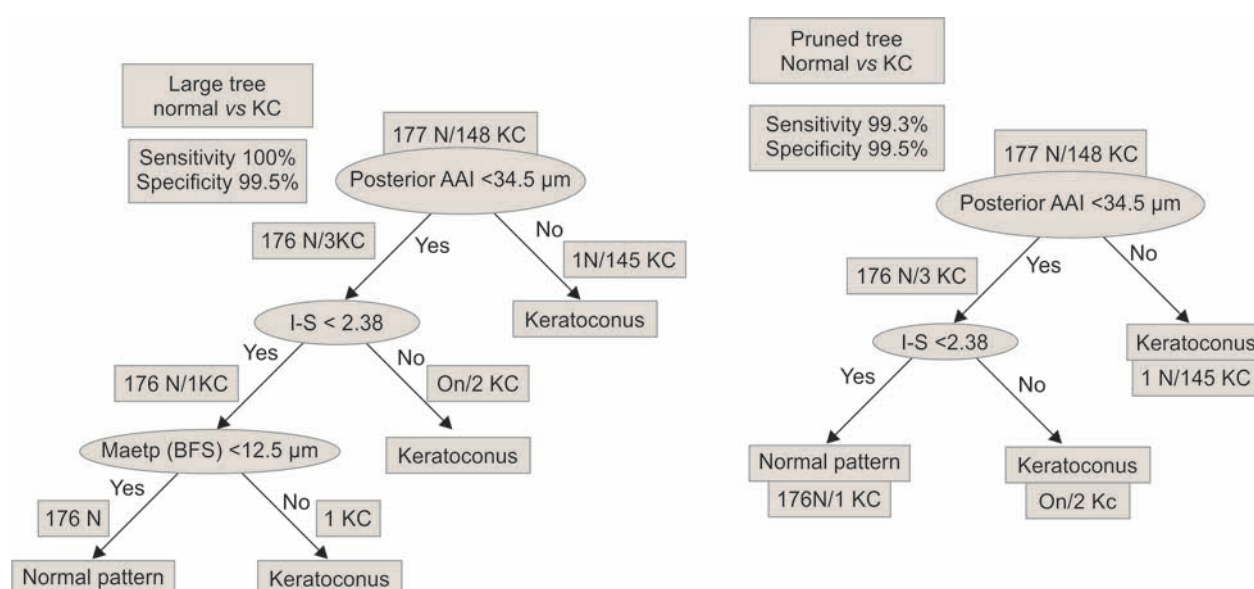 Large tree
normal vs KC
Sensitivity 100%
Specificity 99.5%
177 N/148 KC
Posterior AAI <34.5 µm
176 N/3KC
Yes
No
1N/145 KC
I-S < 2.38
Keratoconus
176 N/1KC
Yes
No
On/2 KC
Maetp (BFS) <12.5 µm
Keratoconus
176 N
Yes
No
1 KC
Normal pattern
Keratoconus
Pruned tree
Normal vs KC
Sensitivity 99.3%
Specificity 99.5%
177 N/148 KC
Posterior AAI <34.5 µm
176 N/3 KC
Yes
No
I-S <2.38
Keratoconus
1 N/145 KC
Yes
No
Normal pattern
176N/1 KC
Keratoconus
On/2 Kc